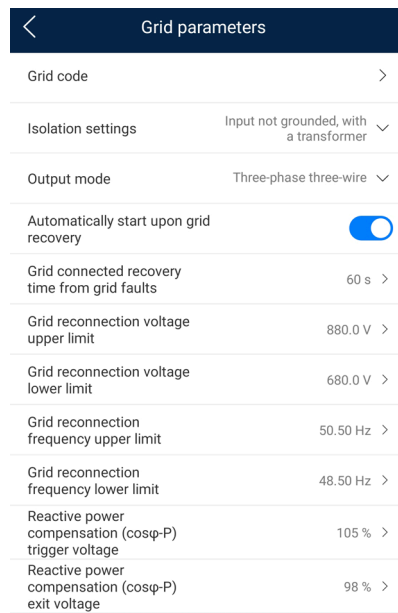 Grid parameters
Grid code
Isolation settings
Input not grounded, with
a transformer
Output mode
Three-phase three-wire
Automatically start upon grid
recovery
Grid connected recovery
time from grid faults
60 s
Grid reconnection voltage
upper limit
880.0 V
Grid reconnection voltage
lower limit
680.0 V
Grid reconnection
frequency upper limit
50.50 Hz
Grid reconnection
frequency lower limit
48.50 Hz
Reactive power
compensation (cosφ-P)
trigger voltage
105 %
Reactive power
compensation (cosφ-P)
exit voltage
98 %